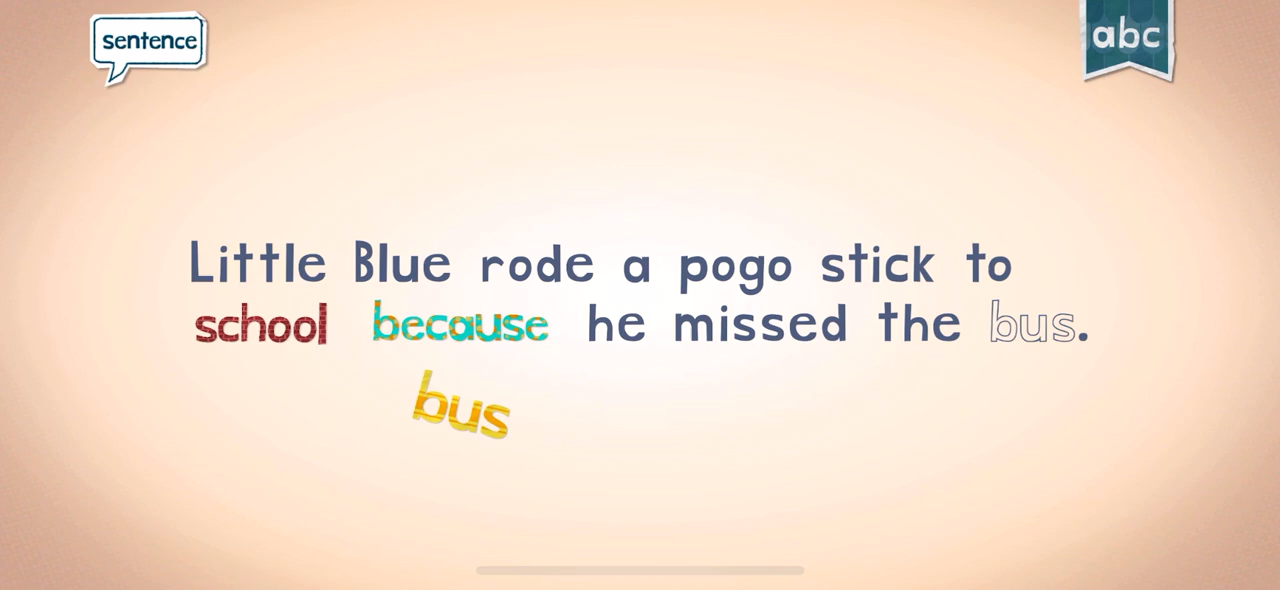 sentence
abc
Little Blue rode a pogo stick to
school because he missed the bus.
bus